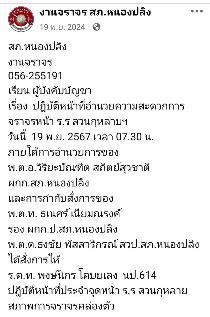 งานจราจร สภ.หนองปลิง
19 พ.ย. 2024
สภ.หนองปลิง
งานจราจร
056-255191
เรียน ผู้บังคับบัญชา
เรื่อง ปฏิบัติหน้าที่อำนวยความสะดวกการ
จราจรหน้า ร.ร สวนกุหลาบฯ
วันนี้ 19 พ.ย. 2567 เวลา 07.30 น.
ภายใต้การอำนวยการของ
พ.ต.อ.วิริยะบัณฑิต สถิตย์สุวชาติ
ผกก.สภ.หนองปลิง
และการกำกับสั่งการของ
พ.ต.ท. ธเนศร์ เนียมณรงค์
รอง ผกก.ป.สภ.หนองปลิง
พ.ต.ต.ธงชัย พัสสาริกรณ์ สวป.สภ.หนองปลิง
ได้สั่งการให้
ร.ต.ท. พงษ์นิกร โตบยเลง นป.614
ปฎิบัติหน้าที่ประจำจุดหน้า ร.ร สวนกุหลาย
สภาพการจราจรคล่องตัว